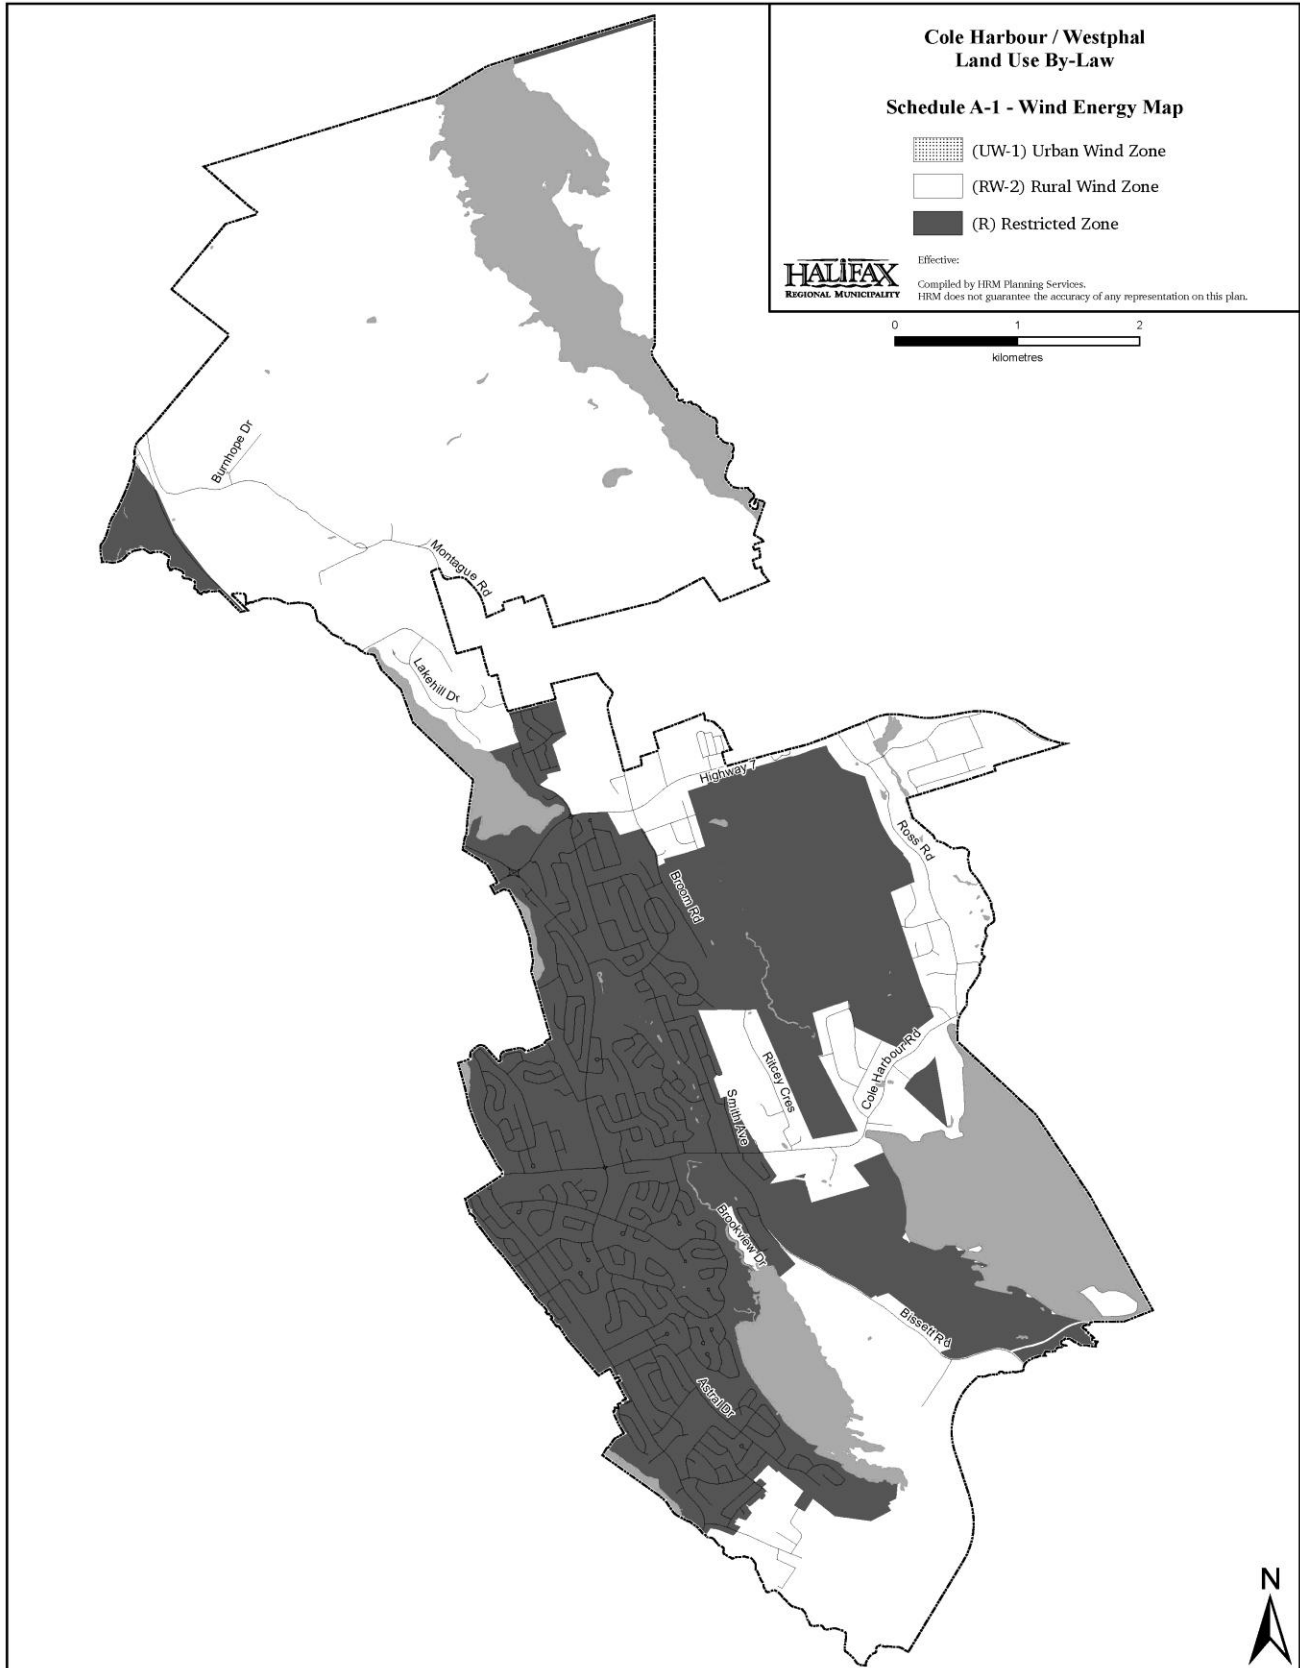 Cole Harbour / Westphal
Land Use By-Law
Schedule A-1 - Wind Energy Map
(UW-1) Urban Wind Zone
(RW-2) Rural Wind Zone
(R) Restricted Zone
HALIFAX
REGIONAL MUNICIPALITY
Effective:
Compiled by HRM Planning Services.
HRM does not guarantee the accuracy of any representation on this plan.
0 1 2
kilometres
Burnhope Dr
Montague Rd
Lakehill Dr
Highway 7
Ross Rd
Broom Rd
Cole Harbour Rd
Ritcey Cres
Smith Ave
Brookview Dr
Bissett Rd
Astral Dr
N